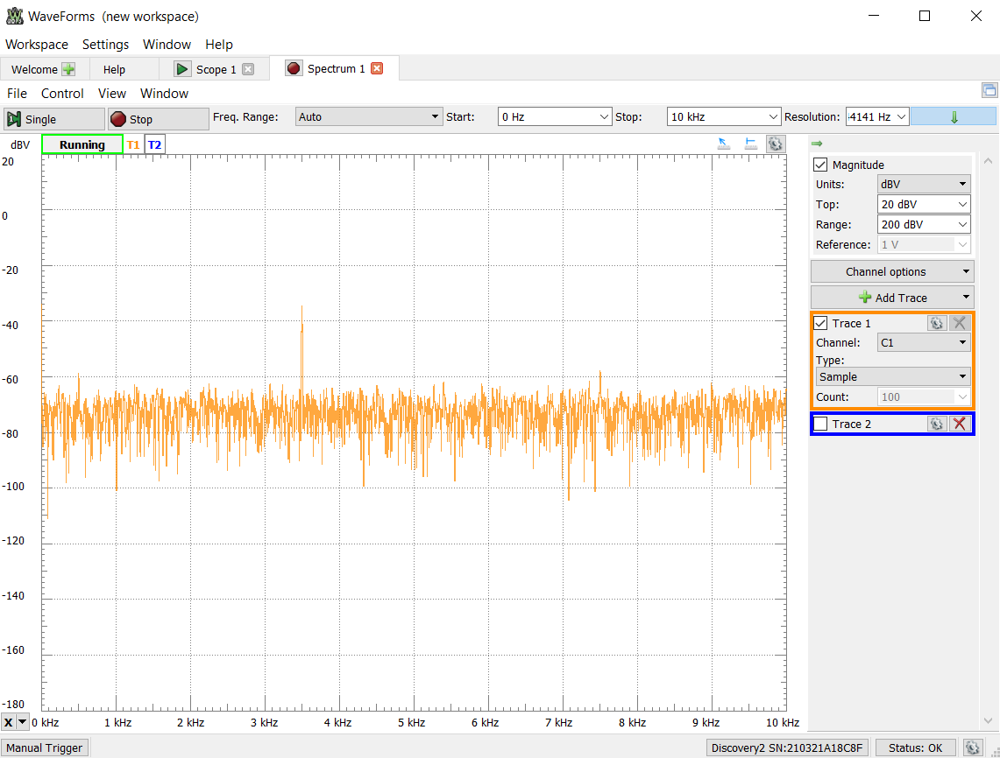 WaveForms (new workspace)
Workspace Settings Window Help
Welcome Help Scope 1 Spectrum 1
File Control View Window
Single Stop Freq. Range: Auto Start: 0 Hz Stop: 10 kHz Resolution: 4141 Hz
dBV Running T1 T2
20
0
-20
-40
-60
-80
-100
-120
-140
-160
-180
X 0 kHz 1 kHz 2 kHz 3 kHz 4 kHz 5 kHz 6 kHz 7 kHz 8 kHz 9 kHz 10 kHz
Magnitude
Units: dBV
Top: 20 dBV
Range: 200 dBV
Reference: 1 V
Channel options
Add Trace
Trace 1
Channel: C1
Type:
Sample
Count: 100
Trace 2
Manual Trigger Discovery2 SN:210321A18C8F Status: OK